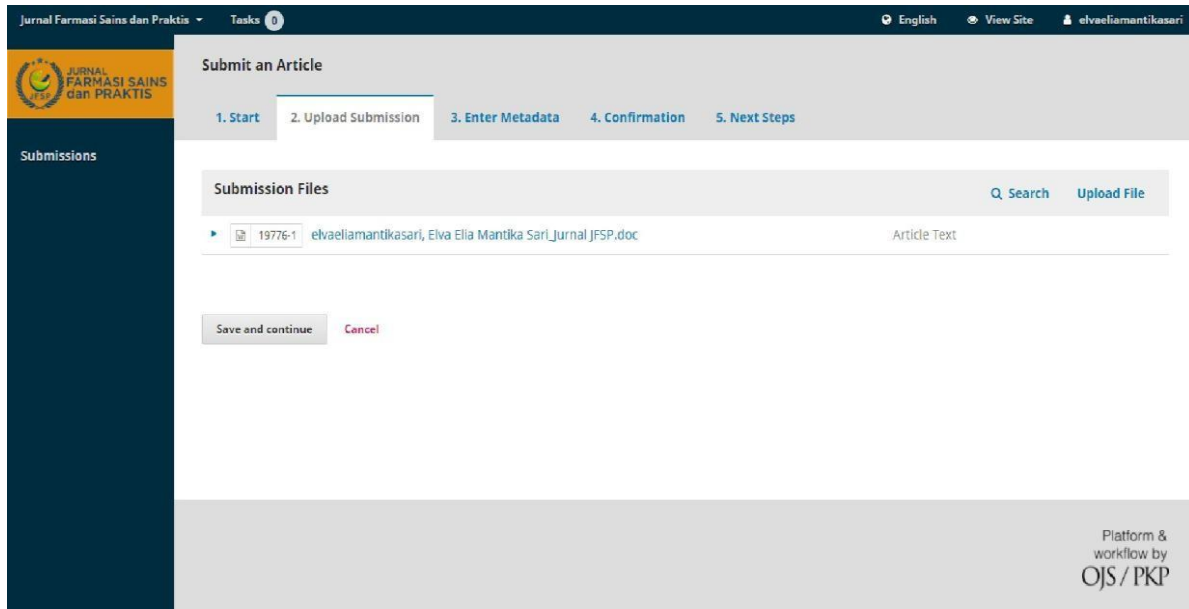 Jurnal Farmasi Sains dan Praktis Tasks 0 English View Site elvaeliamantikasari
JURNAL
FARMASI SAINS
dan PRAKTIS
JFSP
Submit an Article
1. Start 2. Upload Submission 3. Enter Metadata 4. Confirmation 5. Next Steps
Submissions
Submission Files Search Upload File
19776-1 elvaeliamantikasari, Elva Elia Mantika Sari_Jurnal JFSP.doc Article Text
Save and continue Cancel
Platform &
workflow by
OJS / PKP